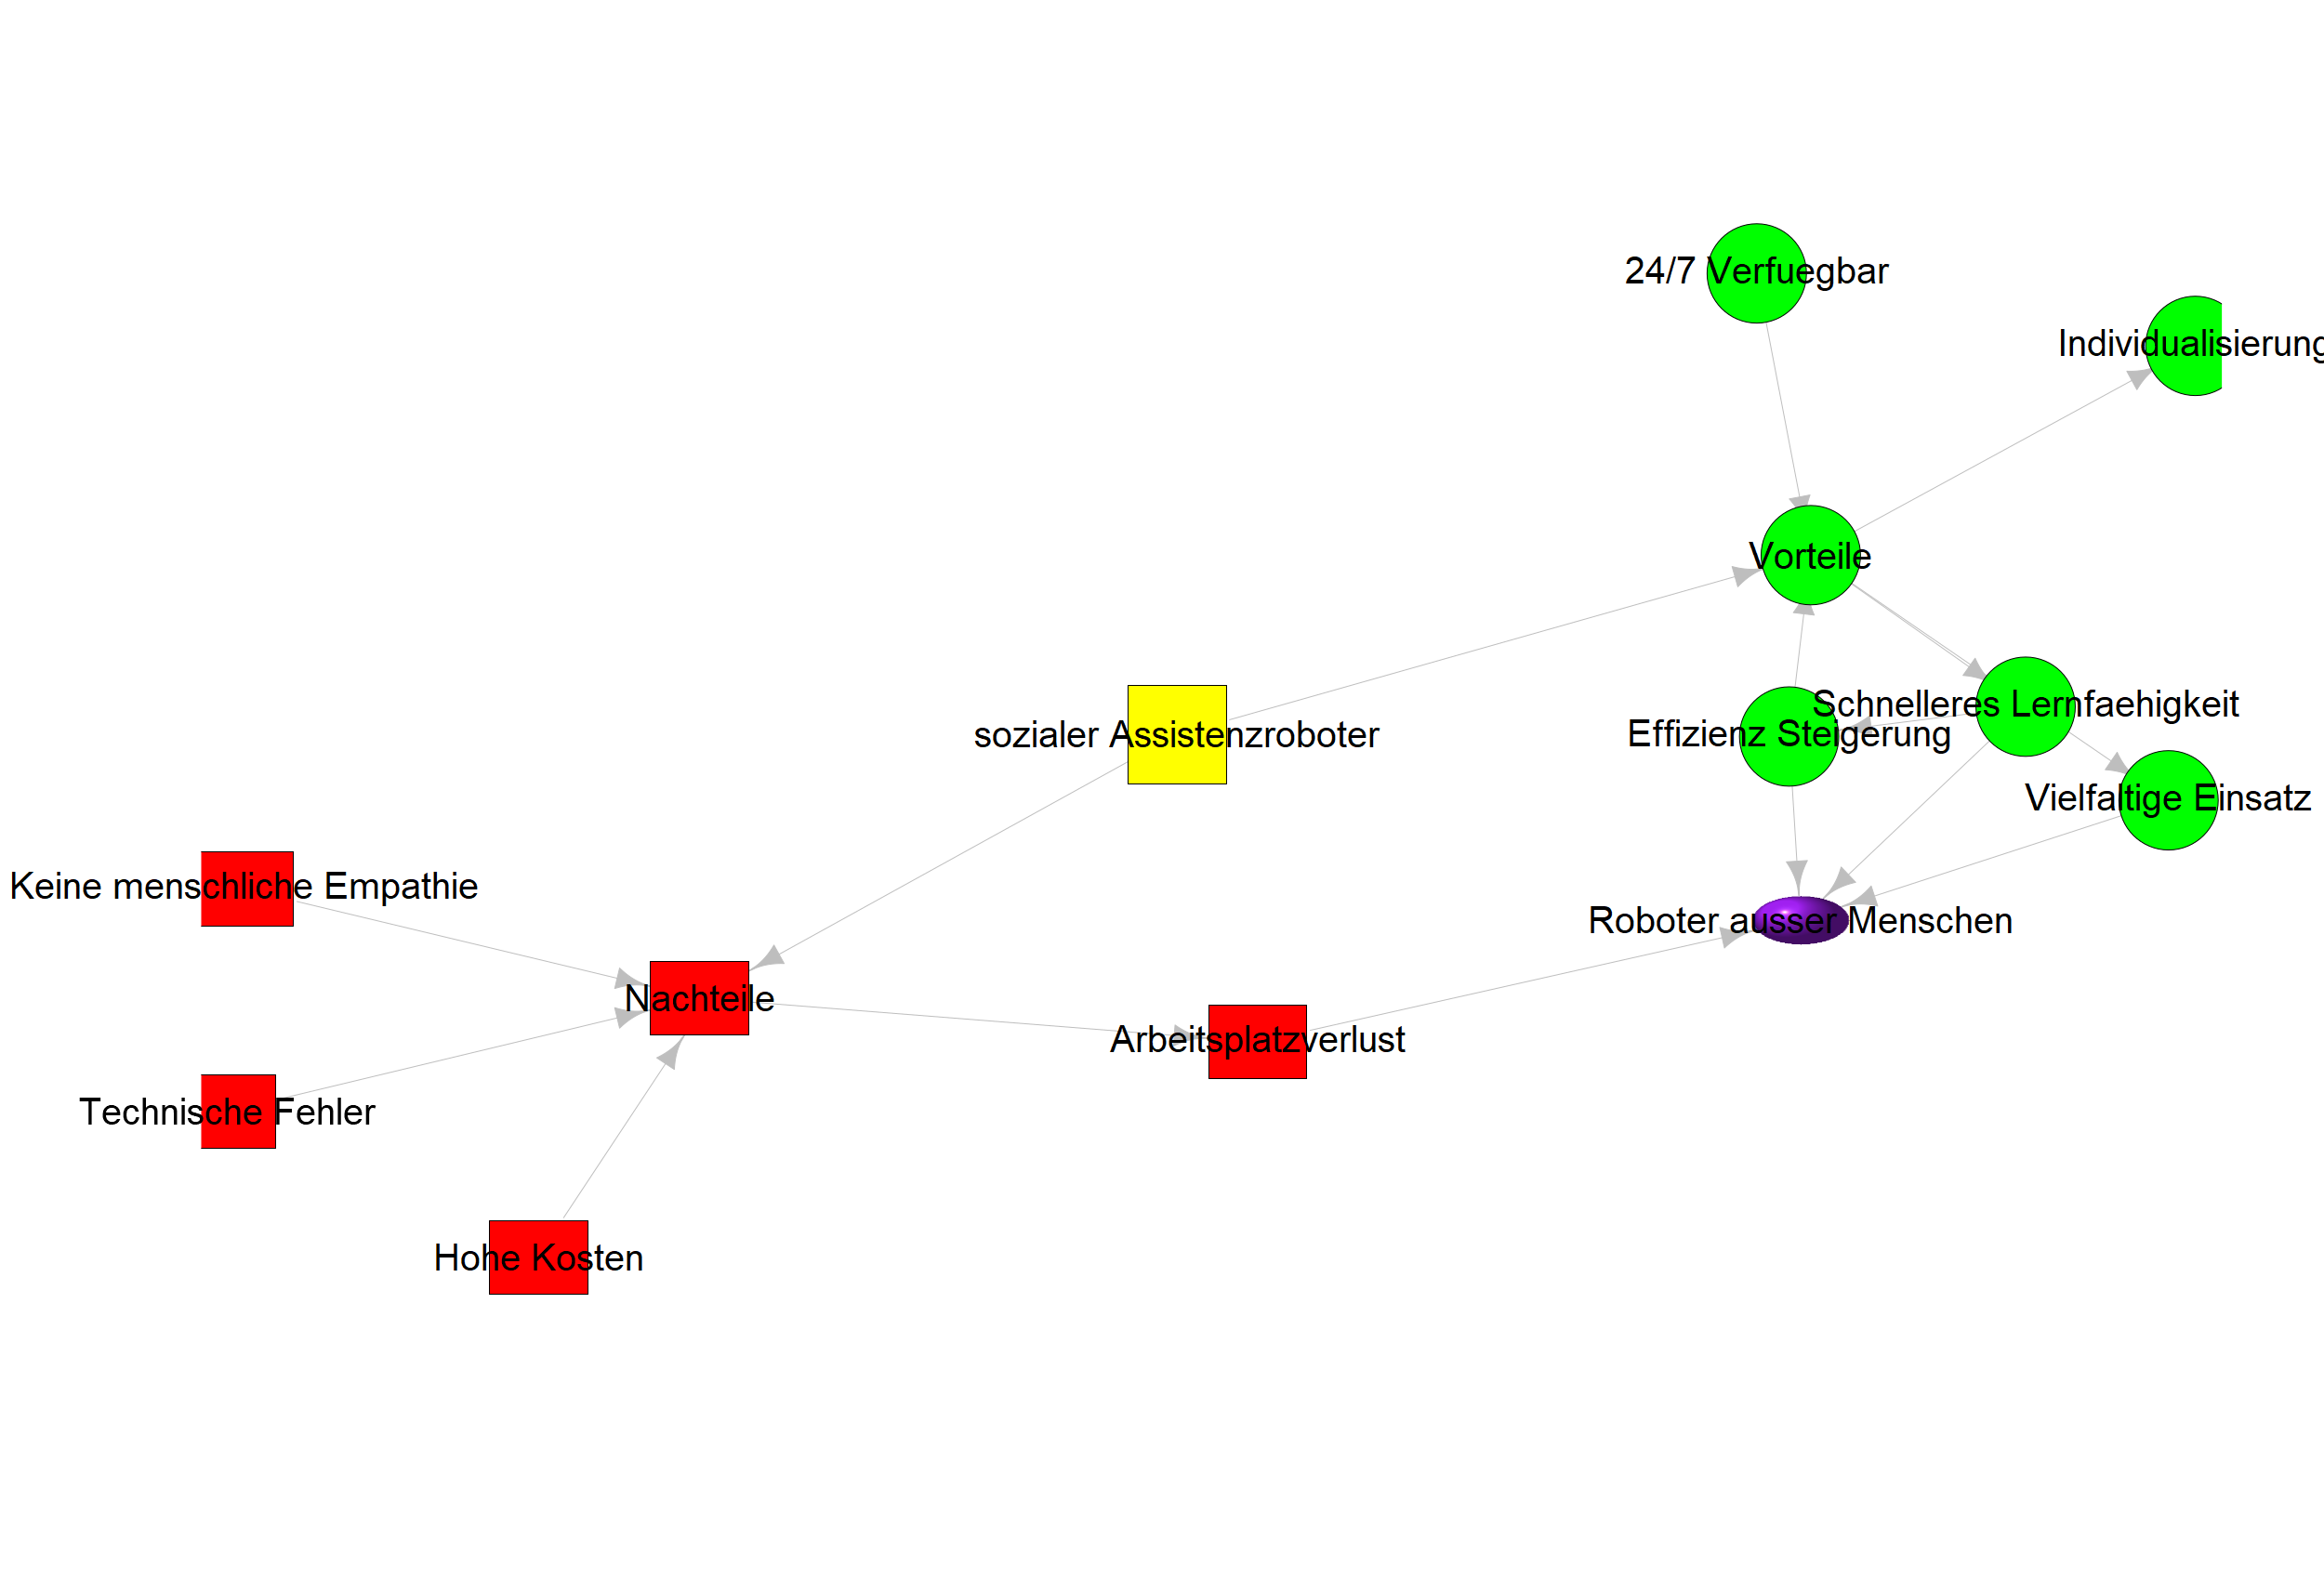 24/7 Verfuegbar
Individualisierung
Vorteile
Schnelleres Lernfaehigkeit
sozialer Assistenzroboter
Effizienz Steigerung
Vielfaltige Einsatz
Keine menschliche Empathie
Roboter ausser Menschen
Nachteile
Arbeitsplatzverlust
Technische Fehler
Hohe Kosten